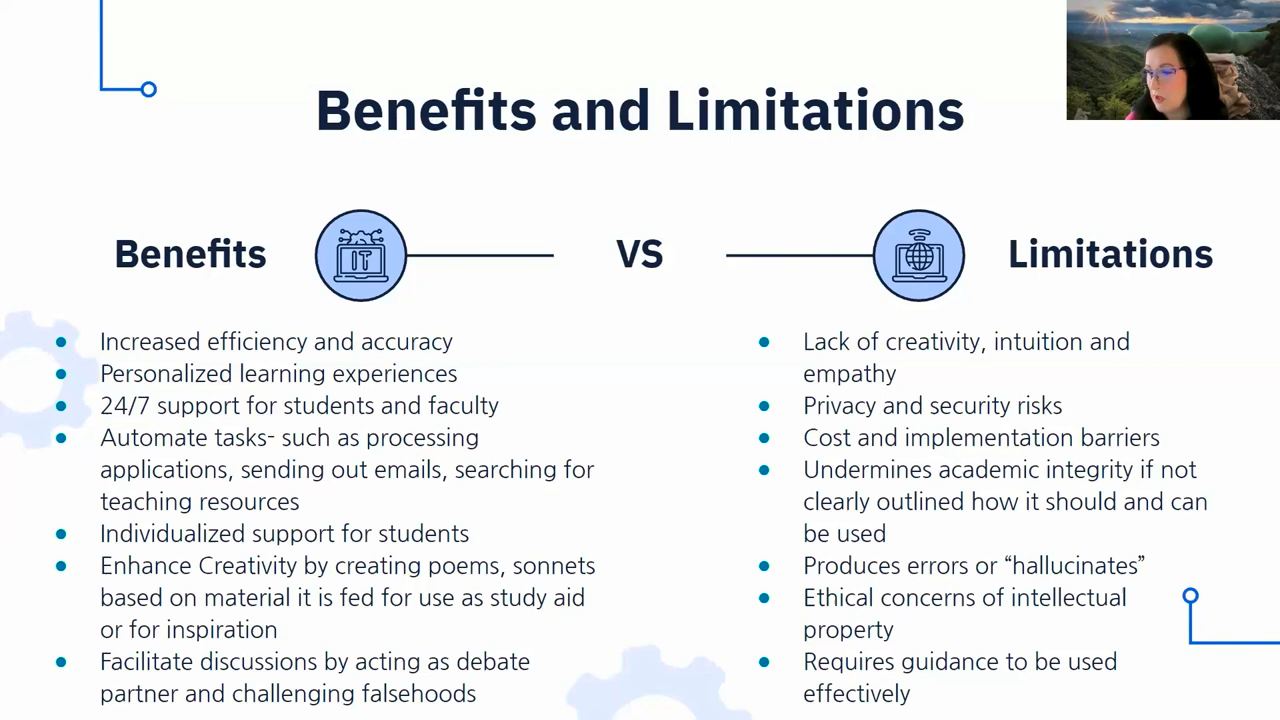 Benefits and Limitations
Benefits
IT
VS
Limitations
Increased efficiency and accuracy
Personalized learning experiences
24/7 support for students and faculty
Automate tasks- such as processing
applications, sending out emails, searching for
teaching resources
Individualized support for students
Enhance Creativity by creating poems, sonnets
based on material it is fed for use as study aid
or for inspiration
Facilitate discussions by acting as debate
partner and challenging falsehoods
Lack of creativity, intuition and
empathy
Privacy and security risks
Cost and implementation barriers
Undermines academic integrity if not
clearly outlined how it should and can
be used
Produces errors or “hallucinates”
Ethical concerns of intellectual
property
Requires guidance to be used
effectively